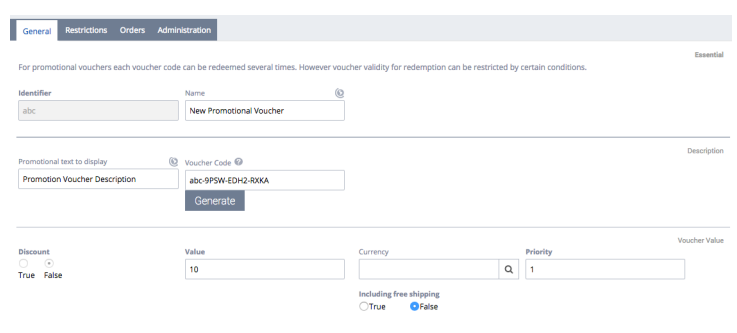 General Restrictions Orders Administration
Essential
For promotional vouchers each voucher code can be redeemed several times. However voucher validity for redemption can be restricted by certain conditions.
Identifier Name
abc New Promotional Voucher
Description
Promotional text to display Voucher Code
Promotion Voucher Description abc-9PSW-EDH2-RXKA
Generate
Voucher Value
Discount Value Currency Priority
True False 10 1
Including free shipping
True False